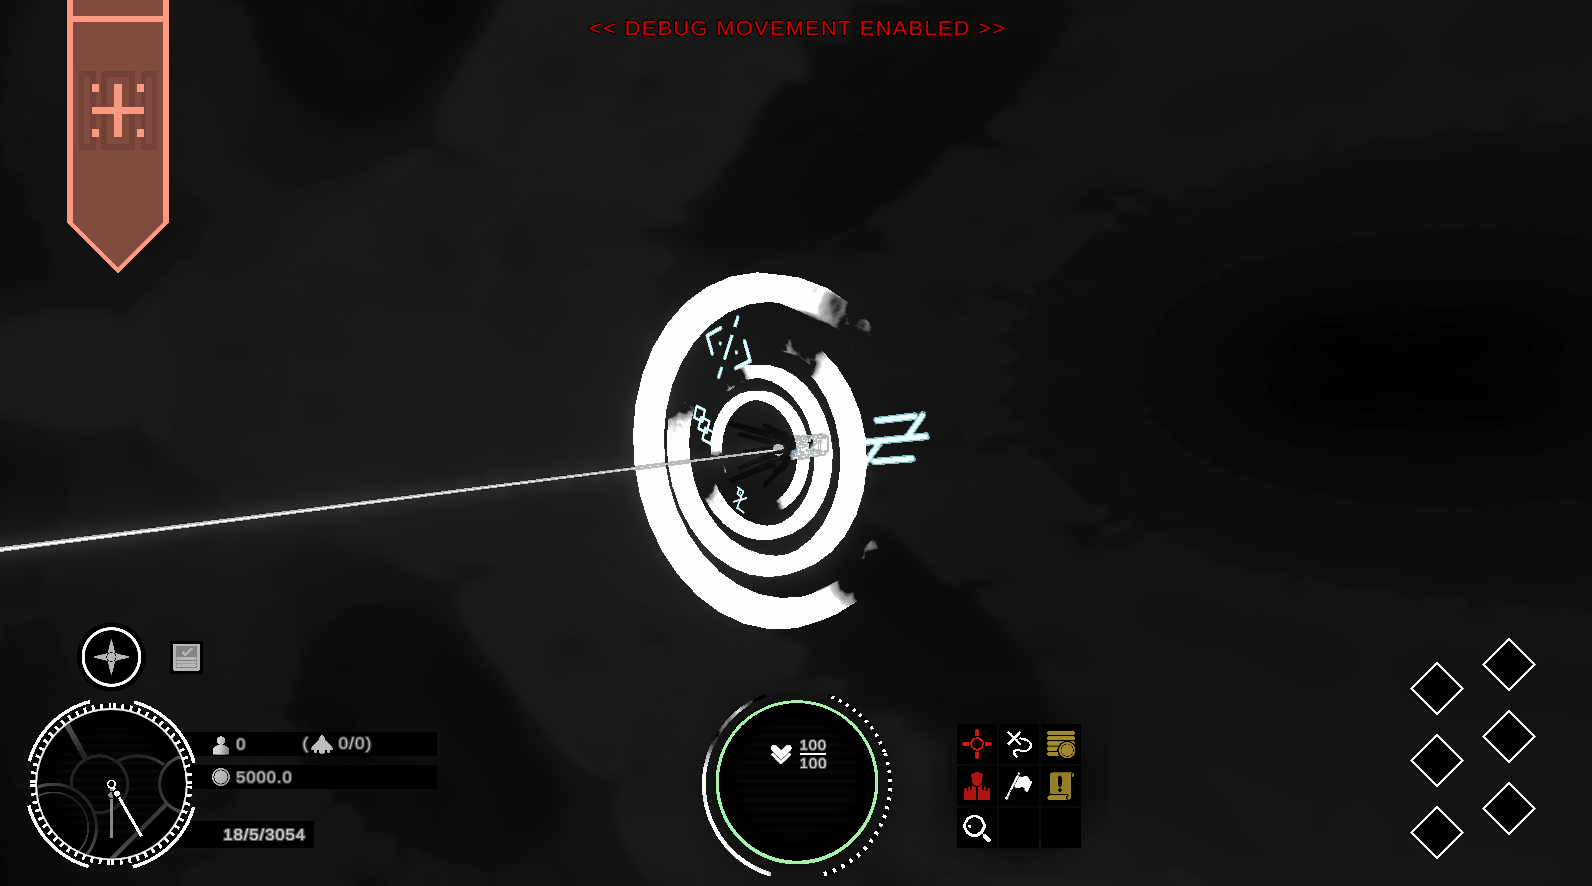 << DEBUG MOVEMENT ENABLED >>
0 ( 0/0)
5000.0
18/5/3054
100
100